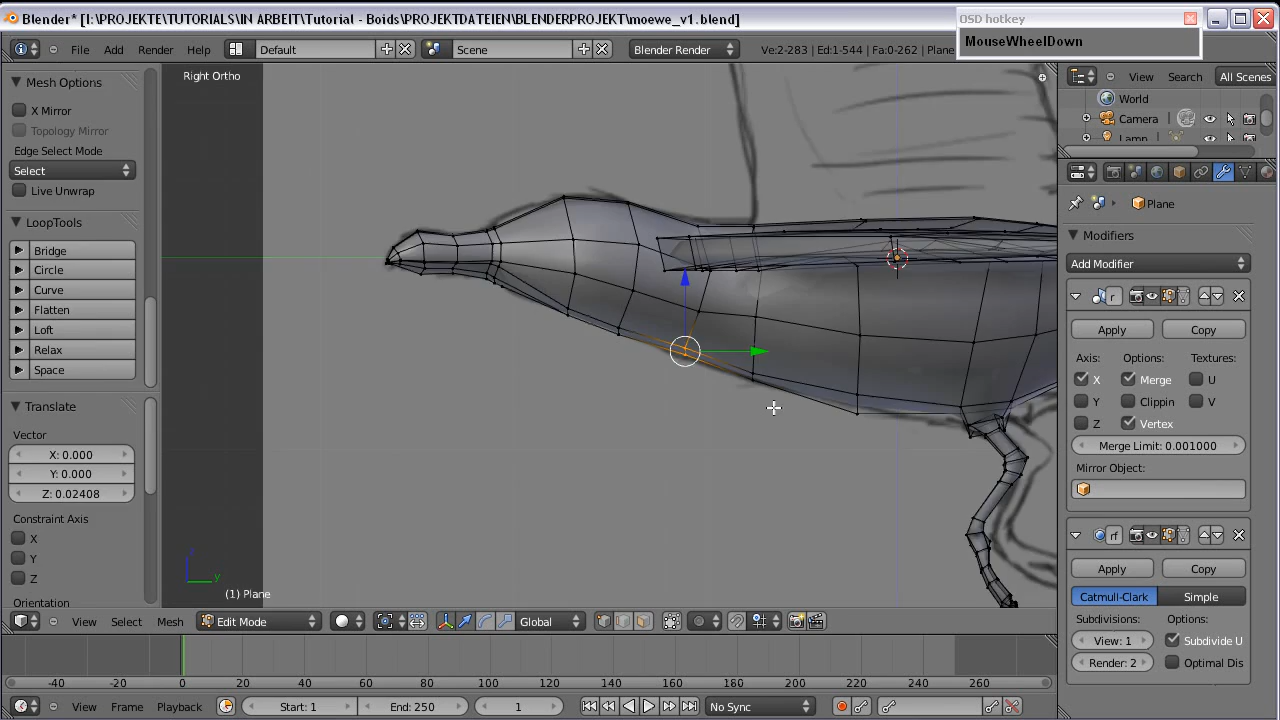 Blender* [I:\PROJEKTE\TUTORIALS\IN ARBEIT\Tutorial - Boids\PROJEKTDATEIEN\BLENDERPROJEKT\moewe_v1.blend]
OSD hotkey
MouseWheelDown
File Add Render Help Default Scene Blender Render Ve:2-283 | Ed:1-544 | Fa:0-262 | Plane
View Search All Scenes
World
Camera
Lamp
Mesh Options
X Mirror
Topology Mirror
Edge Select Mode
Select
Live Unwrap
LoopTools
Bridge
Circle
Curve
Flatten
Loft
Relax
Space
Translate
Vector
X: 0.000
Y: 0.000
Z: 0.02408
Constraint Axis
X
Y
Z
Orientation
Right Ortho
z
y
(1) Plane
Plane
Modifiers
Add Modifier
r
Apply Copy
Axis: Options: Textures:
X Merge U
Y Clippin V
Z Vertex
Merge Limit: 0.001000
Mirror Object:
rf
Apply Copy
Catmull-Clark Simple
Subdivisions: Options:
View: 1 Subdivide U
Render: 2 Optimal Dis
View Select Mesh Edit Mode Global
-40 -20 0 20 40 60 80 100 120 140 160 180 200 220 240 260
View Frame Playback Start: 1 End: 250 1 No Sync